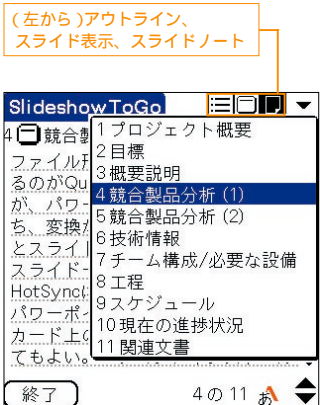 (左から)アウトライン、
スライド表示、スライドノート
SlideshowToGo
4 競合
1 プロジェクト概要
2 目標
3 概要説明
4 競合製品分析 (1)
5 競合製品分析 (2)
6 技術情報
7 チーム構成/必要な設備
8 工程
9 スケジュール
10 現在の進捗状況
11 関連文書
ファイル
るのがQu
が、パワー
ち、変換
とスライ
スライドー
HotSync
パワーポ
カード上
てもよい。
終了
4 の 11
あ